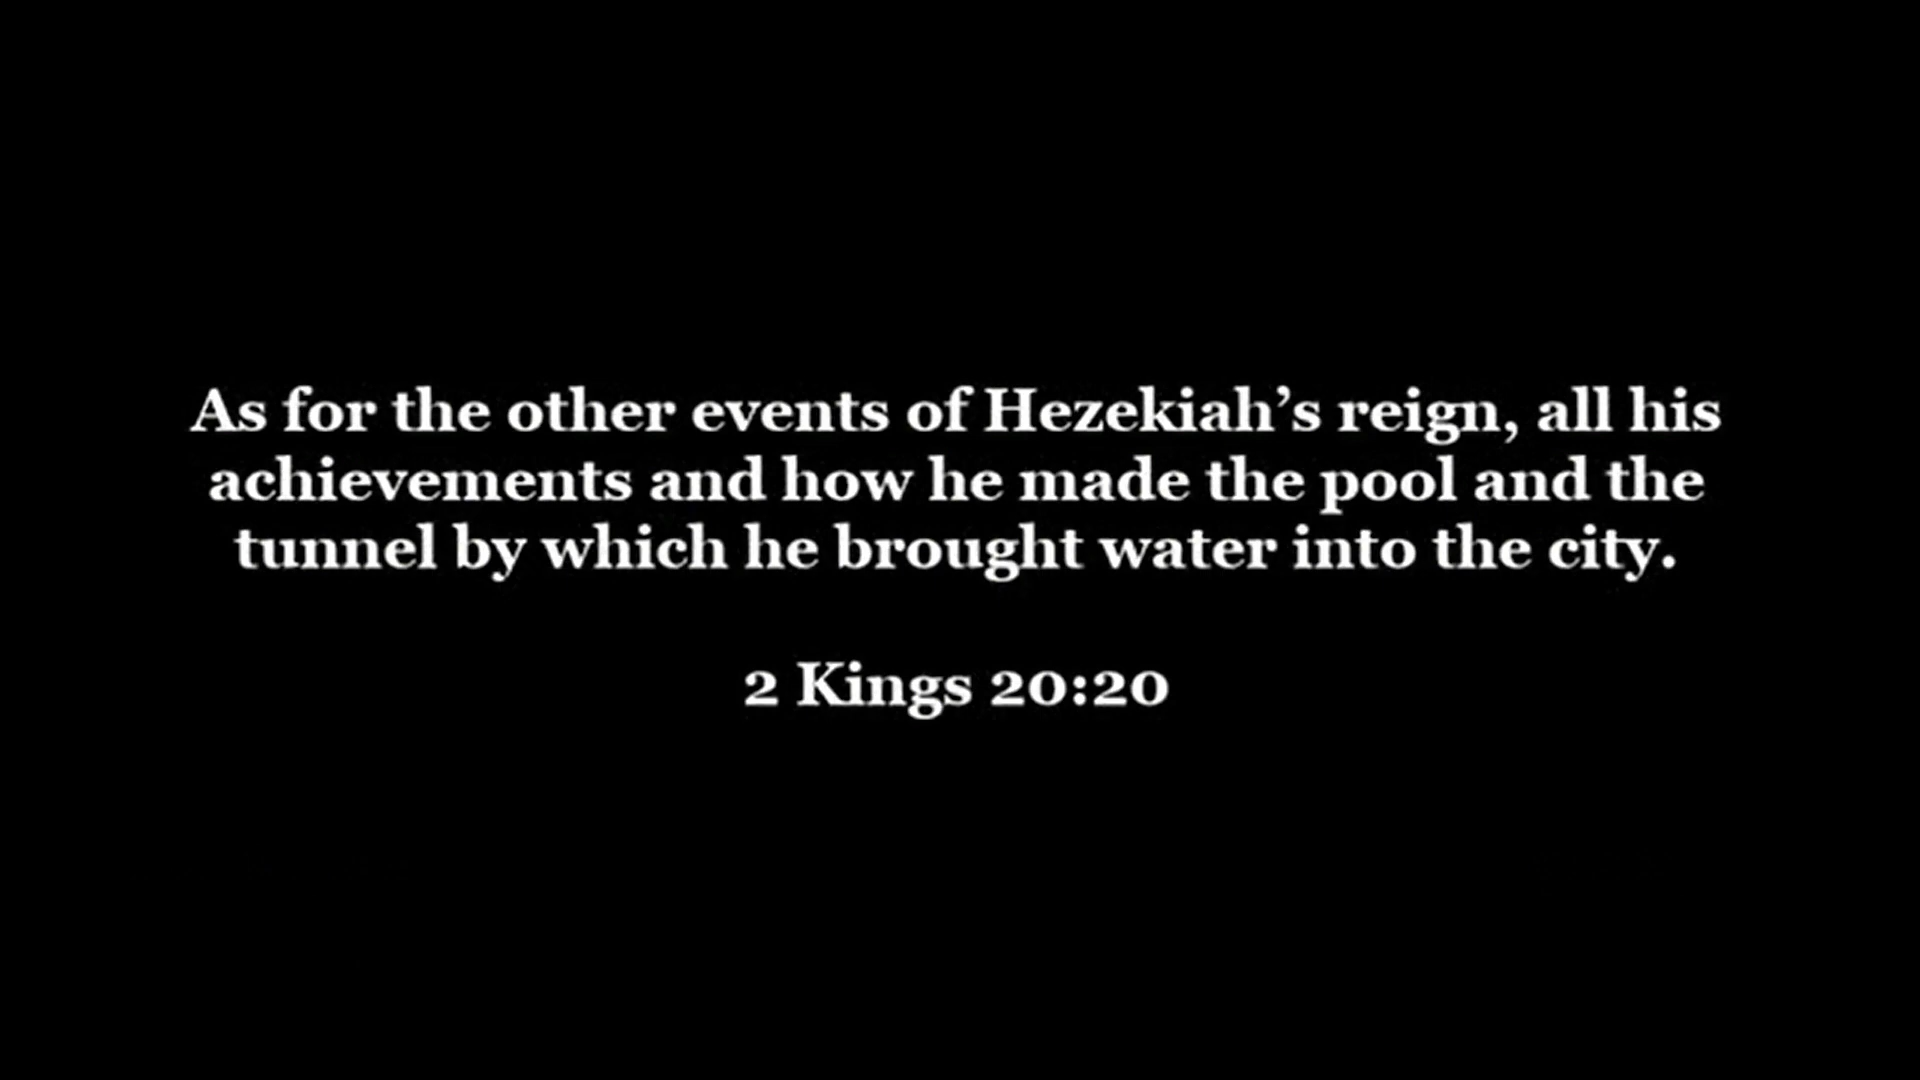 As for the other events of Hezekiah’s reign, all his
achievements and how he made the pool and the
tunnel by which he brought water into the city.
2 Kings 20:20